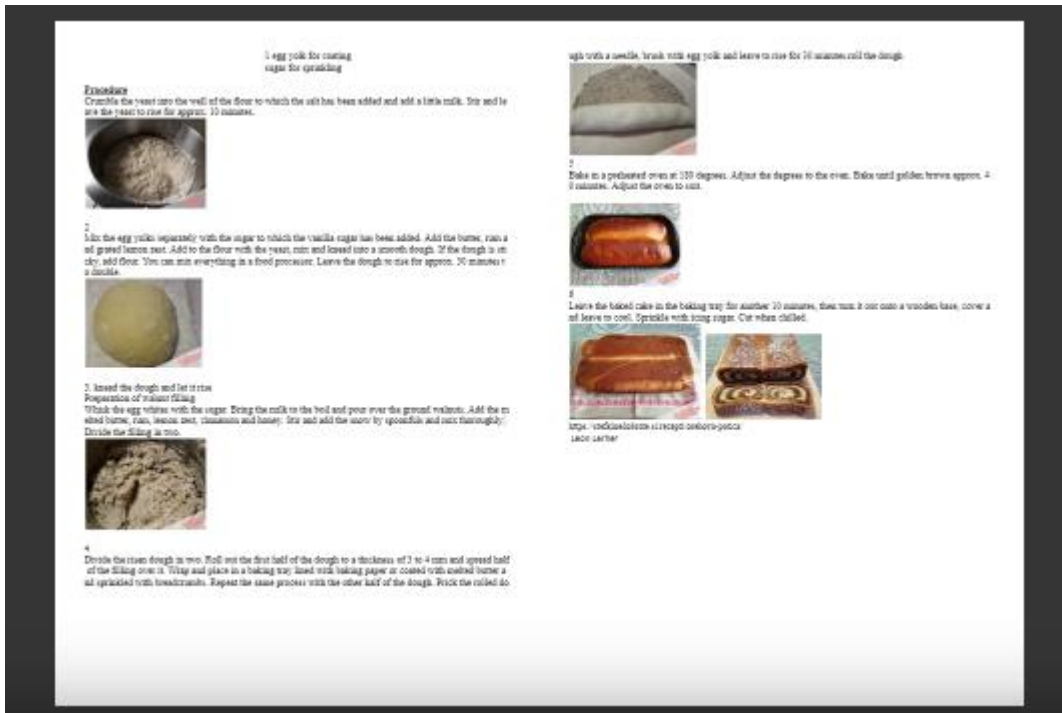 1 egg yolk for coating
sugar for sprinkling
Procedure
Crumble the yeast into the well of the flour to which the salt has been added and add a little milk. Stir and le
ave the yeast to rise for approx. 10 minutes.
2
Mix the egg yolks separately with the sugar to which the vanilla sugar has been added. Add the butter, rum a
nd grated lemon zest. Add to the flour with the yeast, mix and knead into a smooth dough. If the dough is sti
cky, add flour. You can mix everything in a food processor. Leave the dough to rise for approx. 30 minutes t
o double.
3. knead the dough and let it rise
Preparation of walnut filling
Whisk the egg whites with the sugar. Bring the milk to the boil and pour over the ground walnuts. Add the m
elted butter, rum, lemon zest, cinnamon and honey. Stir and add the snow by spoonfuls and mix thoroughly!
Divide the filling in two.
4
Divide the risen dough in two. Roll out the first half of the dough to a thickness of 3 to 4 mm and spread half
of the filling over it. Wrap and place in a baking tray lined with baking paper or coated with melted butter a
nd sprinkled with breadcrumbs. Repeat the same process with the other half of the dough. Prick the rolled do
ugh with a needle, brush with egg yolk and leave to rise for 30 minutes.roll the dough
5
Bake in a preheated oven at 180 degrees. Adjust the degrees to the oven. Bake until golden brown approx. 4
0 minutes. Adjust the oven to suit.
6
Leave the baked cake in the baking tray for another 10 minutes, then turn it out onto a wooden base, cover a
nd leave to cool. Sprinkle with icing sugar. Cut when chilled.
Leon Lerher